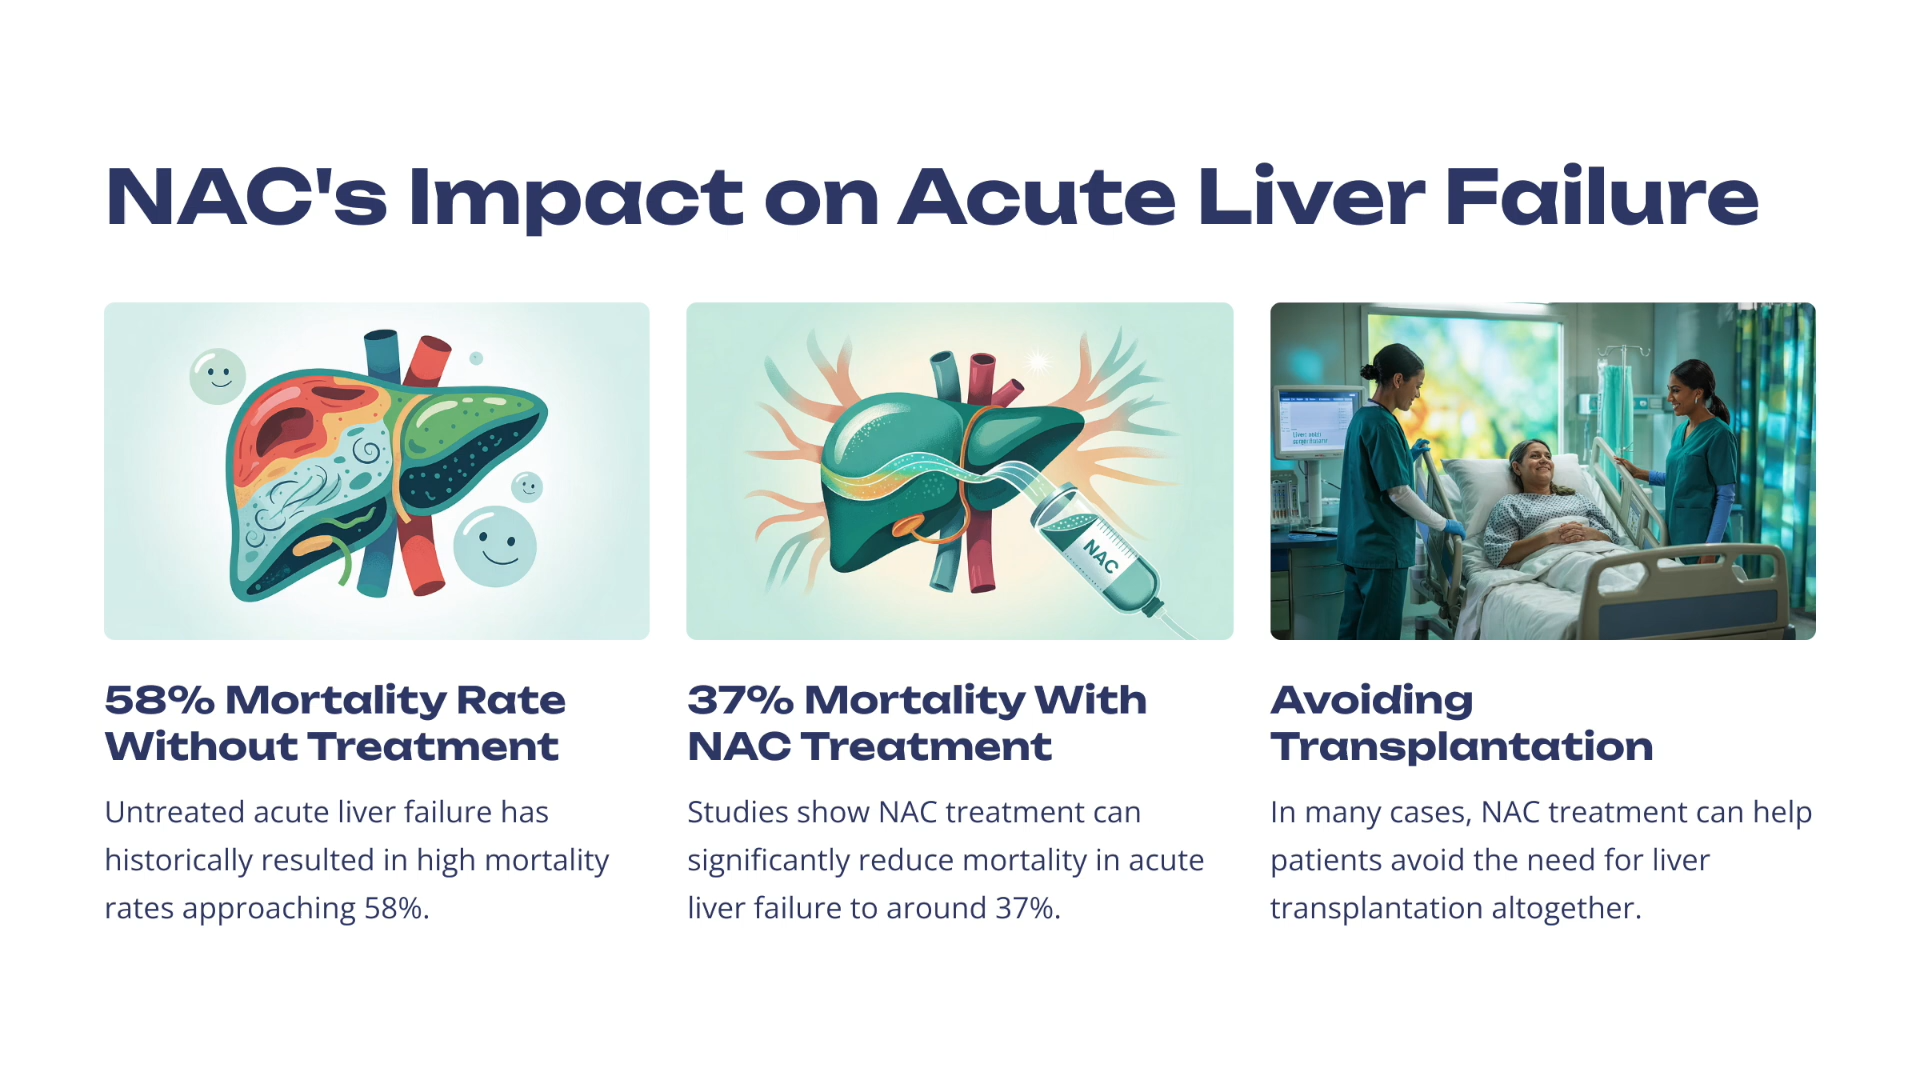 NAC's Impact on Acute Liver Failure
NAC
58% Mortality Rate
Without Treatment
Untreated acute liver failure has
historically resulted in high mortality
rates approaching 58%.
37% Mortality With
NAC Treatment
Studies show NAC treatment can
significantly reduce mortality in acute
liver failure to around 37%.
Avoiding
Transplantation
In many cases, NAC treatment can help
patients avoid the need for liver
transplantation altogether.